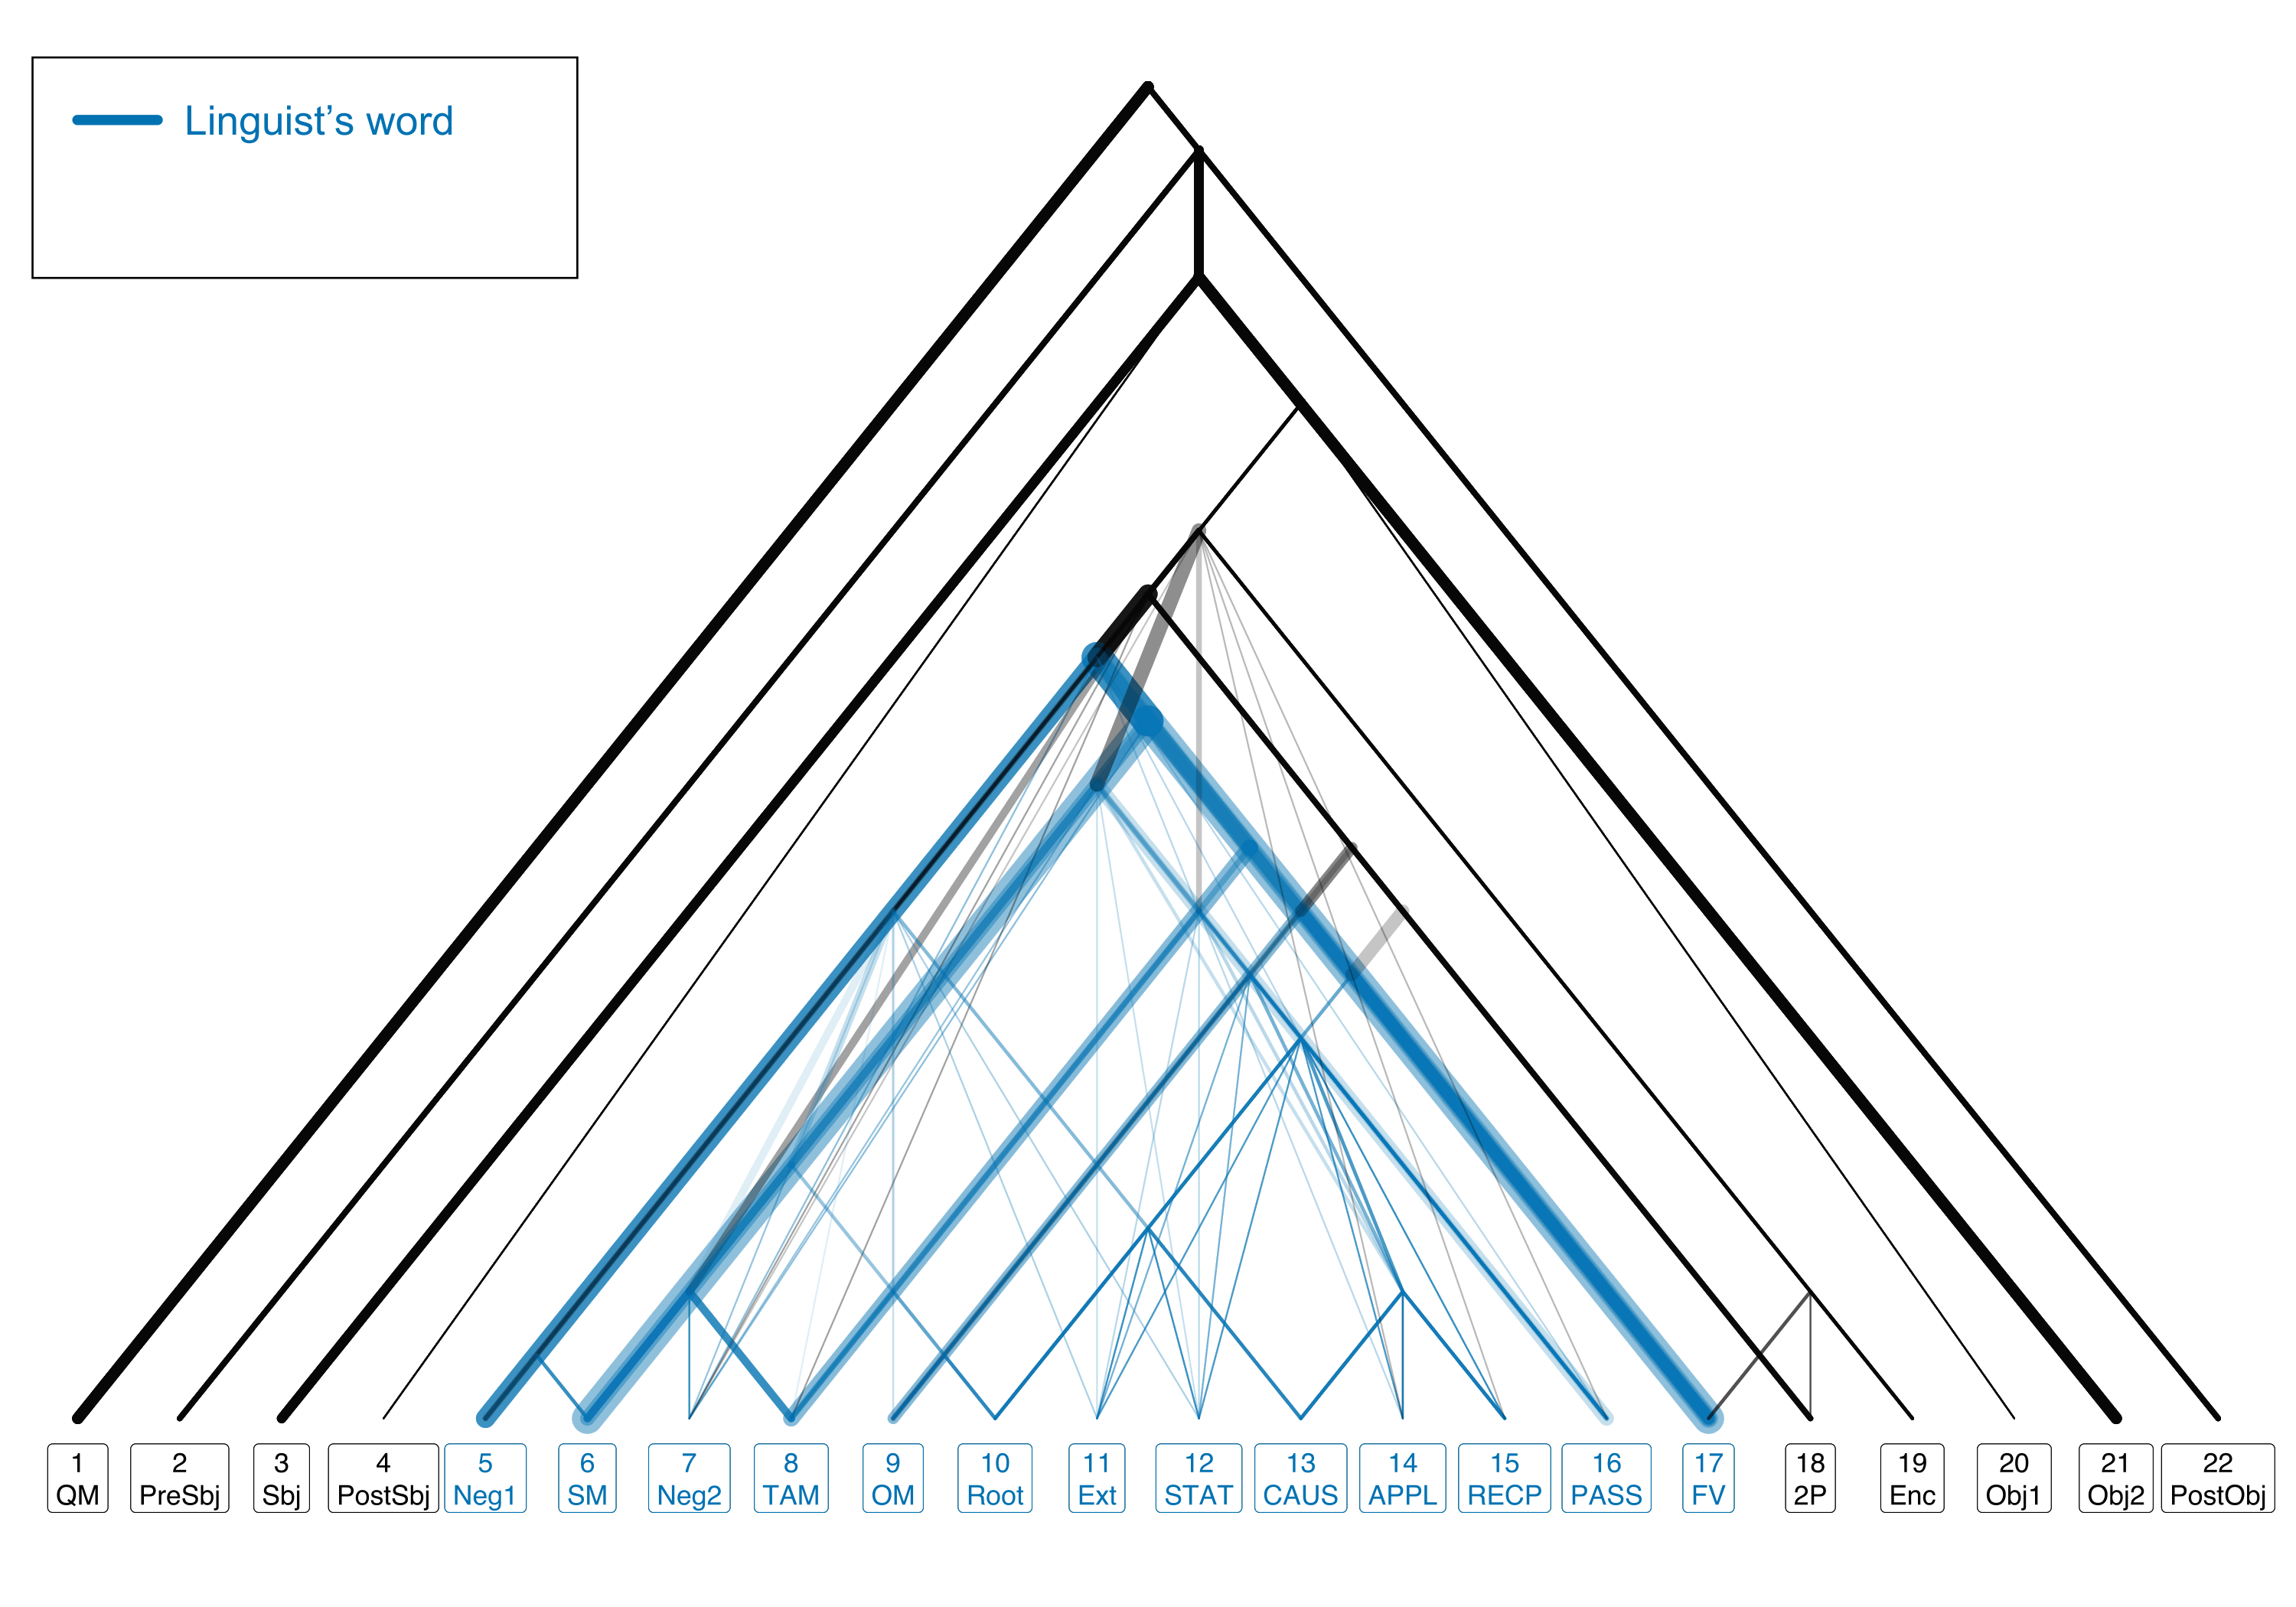 Linguist’s word
1 2 3 4 5 6 7 8 9 10 11 12 13 14 15 16 17 18 19 20 21 22
QM PreSbj Sbj PostSbj Neg1 SM Neg2 TAM OM Root Ext STAT CAUS APPL RECP PASS FV 2P Enc Obj1 Obj2 PostObj